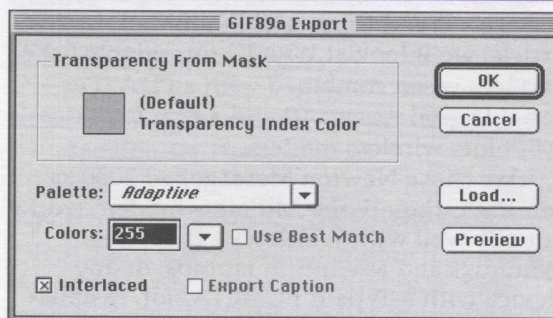 GIF89a Export
Transparency From Mask
(Default)
Transparency Index Color
OK
Cancel
Palette: Adaptive
Load...
Colors: 255
Use Best Match
Preview
Interlaced
Export Caption